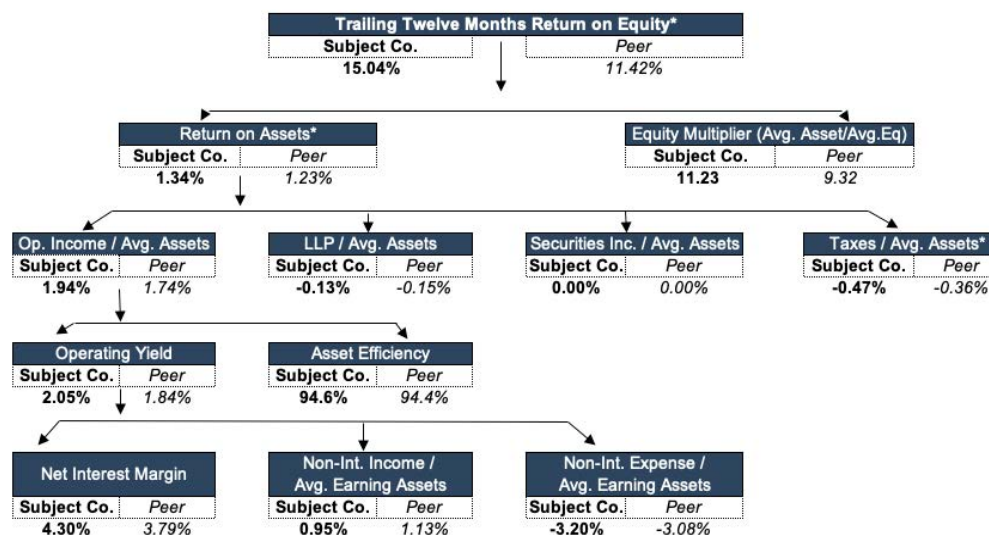 Trailing Twelve Months Return on Equity*
Subject Co. Peer
15.04% 11.42%
Return on Assets* Equity Multiplier (Avg. Asset/Avg.Eq)
Subject Co. Peer Subject Co. Peer
1.34% 1.23% 11.23 9.32
Op. Income / Avg. Assets LLP / Avg. Assets Securities Inc. / Avg. Assets Taxes / Avg. Assets*
Subject Co. Peer Subject Co. Peer Subject Co. Peer Subject Co. Peer
1.94% 1.74% -0.13% -0.15% 0.00% 0.00% -0.47% -0.36%
Operating Yield Asset Efficiency
Subject Co. Peer Subject Co. Peer
2.05% 1.84% 94.6% 94.4%
Net Interest Margin Non-Int. Income / Non-Int. Expense /
Avg. Earning Assets Avg. Earning Assets
Subject Co. Peer Subject Co. Peer Subject Co. Peer
4.30% 3.79% 0.95% 1.13% -3.20% -3.08%